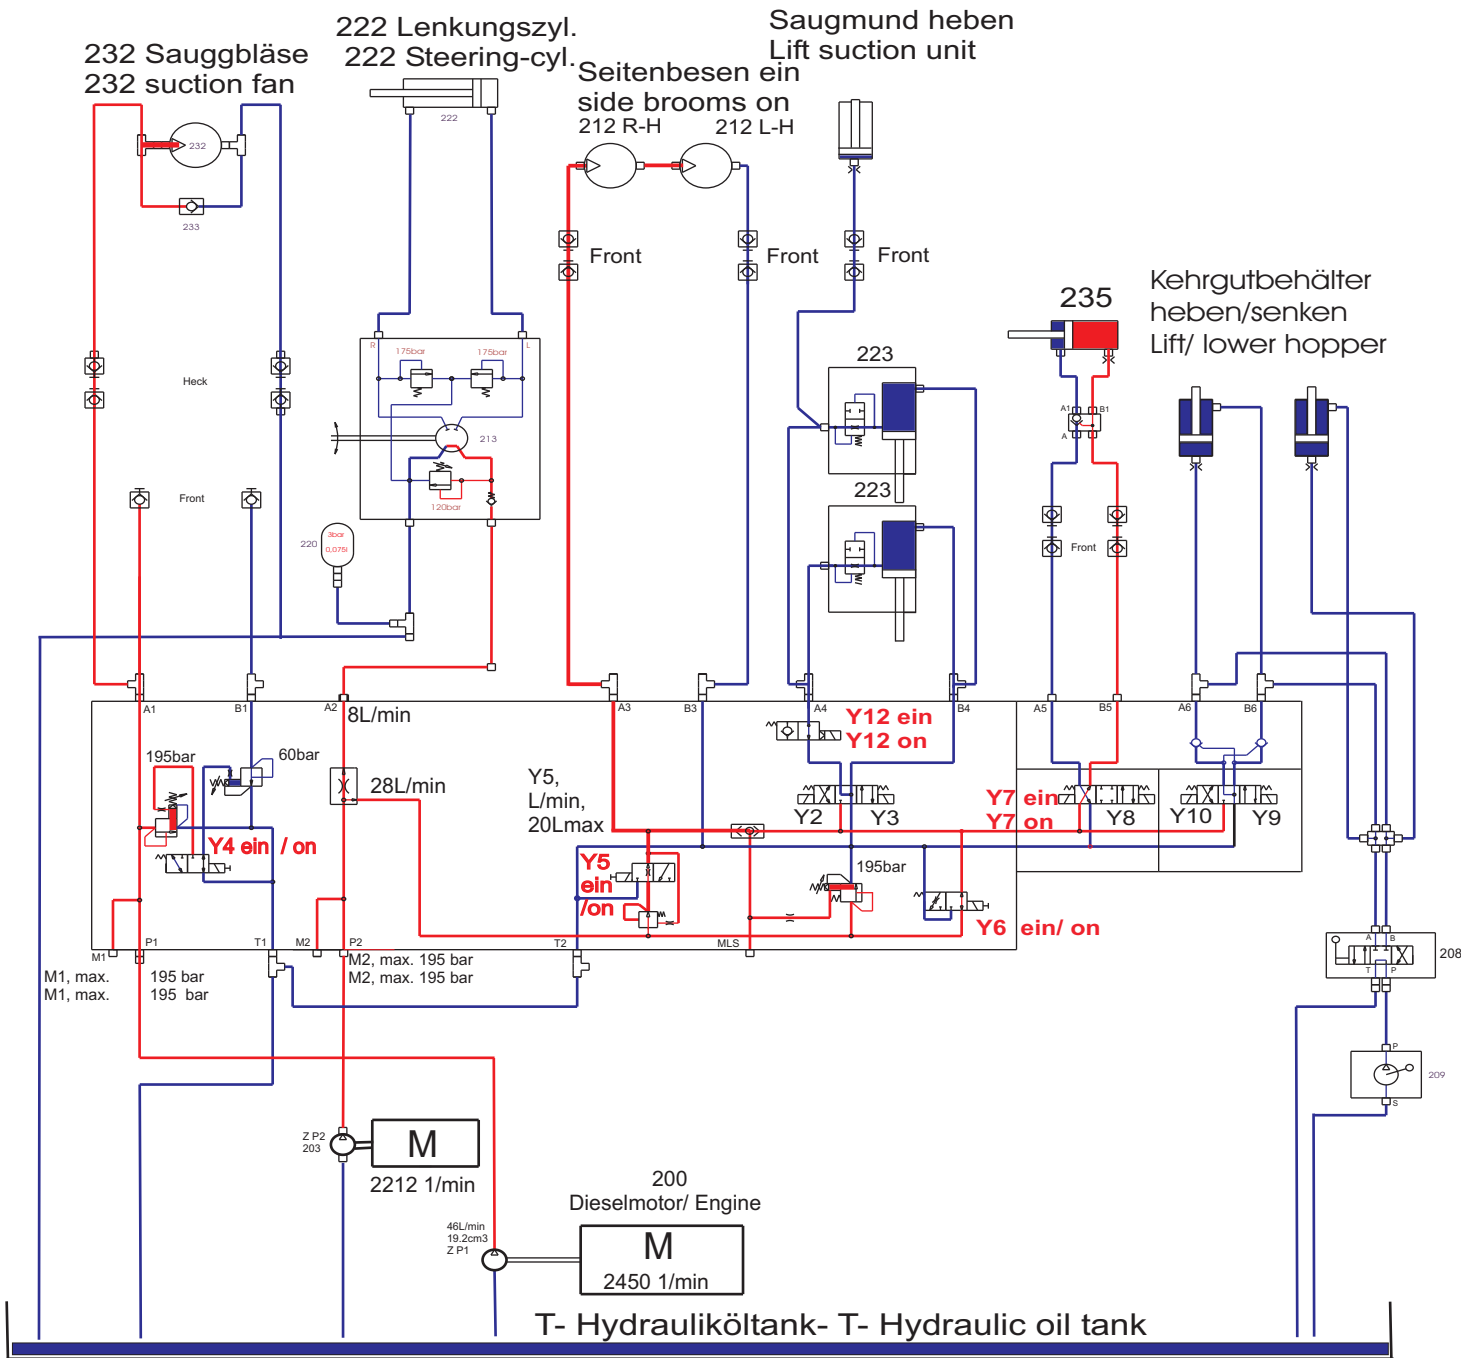 232 Sauggbläse
232 suction fan
222 Lenkungszyl.
222 Steering-cyl.
Seitenbesen ein
side brooms on
212 R-H
212 L-H
Saugmund heben
Lift suction unit
232
233
222
Front
Front
Front
Kehrgutbehälter
heben/senken
Lift/ lower hopper
235
R
L
175bar
175bar
213
120bar
Heck
Front
220
3bar
0,075l
223
223
A1
B1
A
Front
A1
B1
A2
A3
B3
A4
B4
A5
B5
A6
B6
8L/min
195bar
60bar
28L/min
Y4 ein / on
Y5,
L/min,
20Lmax
Y12 ein
Y12 on
Y2
Y3
Y7 ein
Y7 on
Y8
Y10
Y9
Y5
ein
/on
195bar
Y6 ein/ on
M1
P1
T1
M2
P2
T2
MLS
M1, max. 195 bar
M1, max. 195 bar
M2, max. 195 bar
M2, max. 195 bar
A
B
T
P
208
P
S
209
Z P2
203
M
2212 1/min
200
Dieselmotor/ Engine
46L/min
19.2cm3
Z P1
M
2450 1/min
T- Hydrauliköltank- T- Hydraulic oil tank